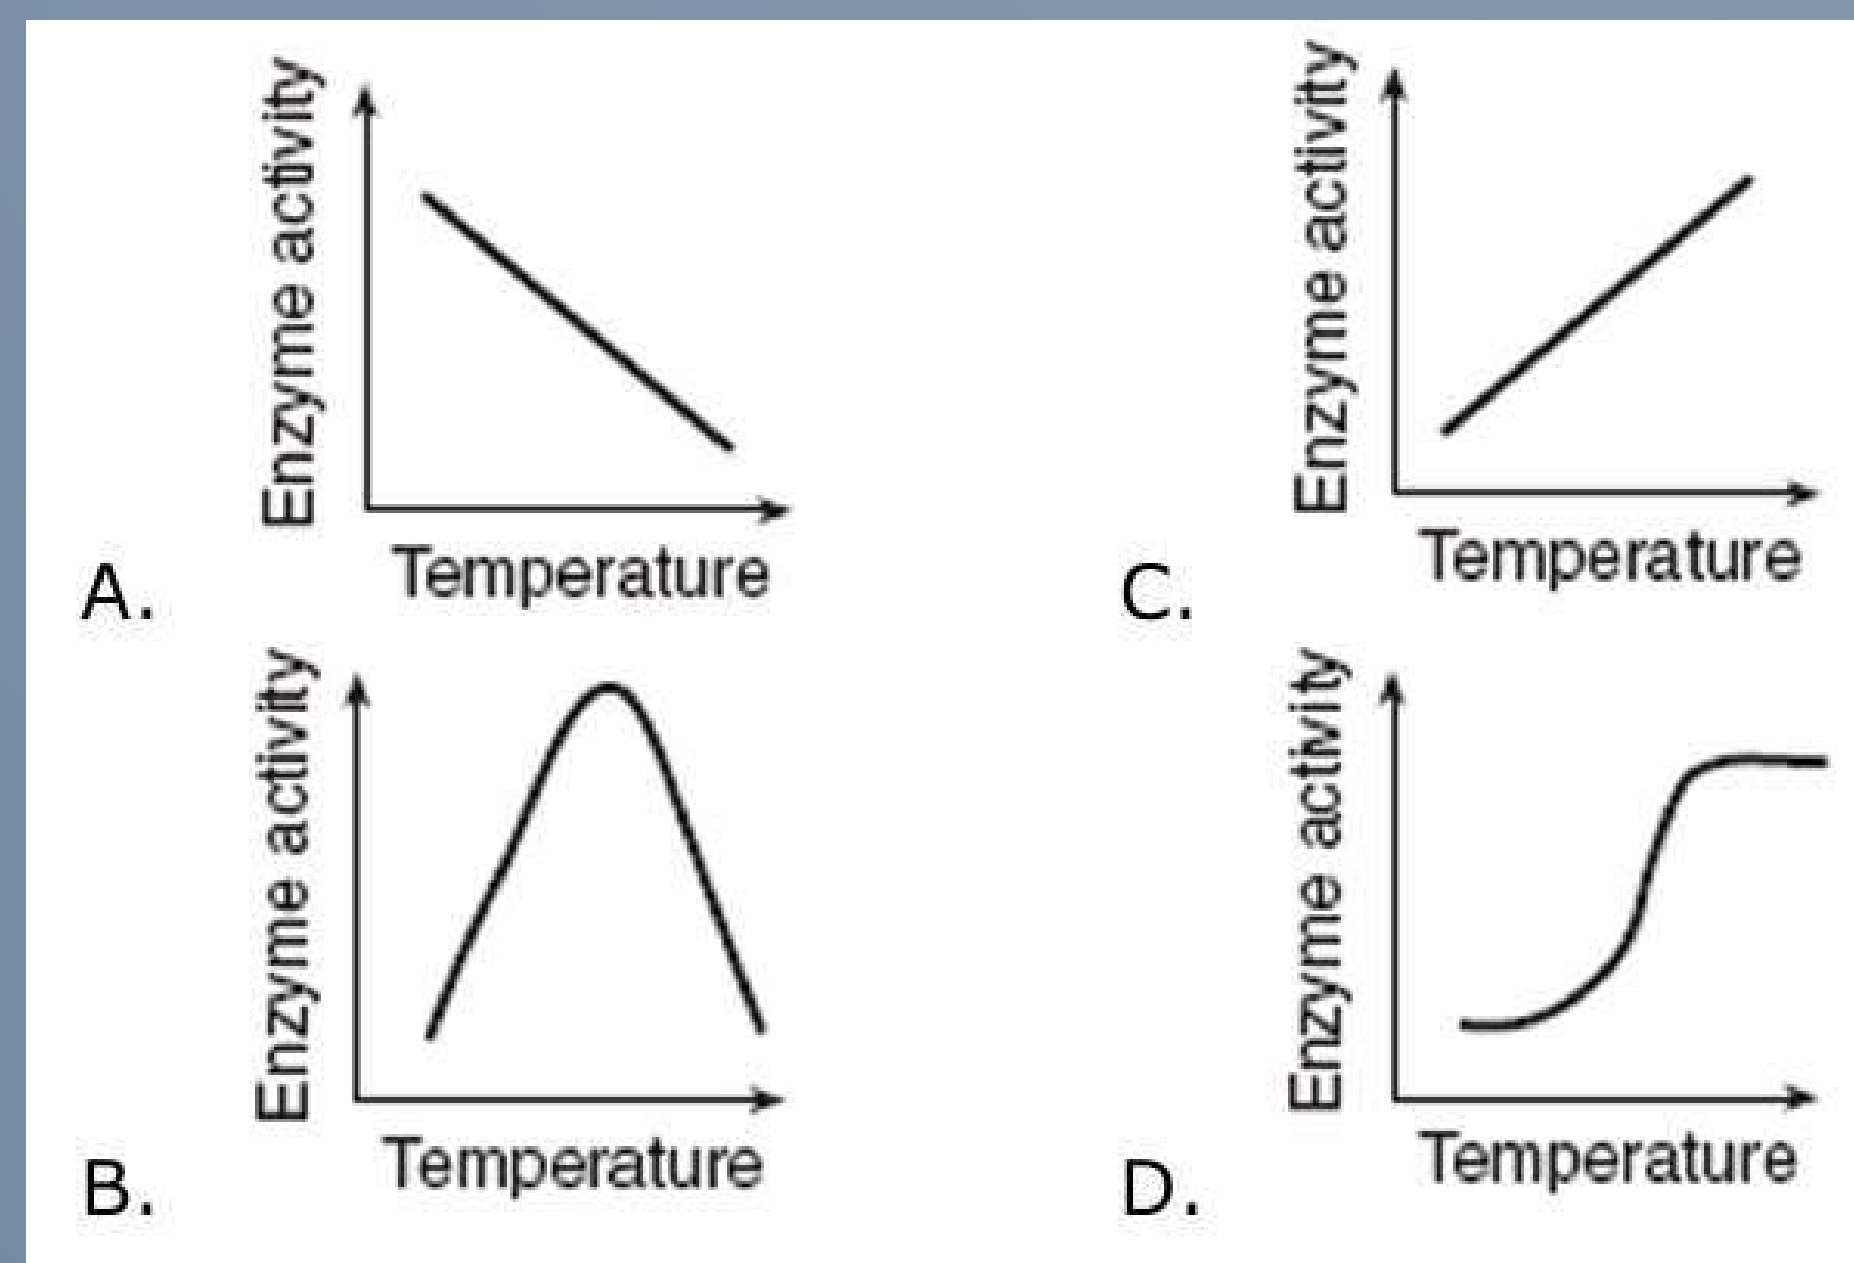 Enzyme activity
Temperature
A.
Enzyme activity
Temperature
C.
Enzyme activity
Temperature
B.
Enzyme activity
Temperature
D.